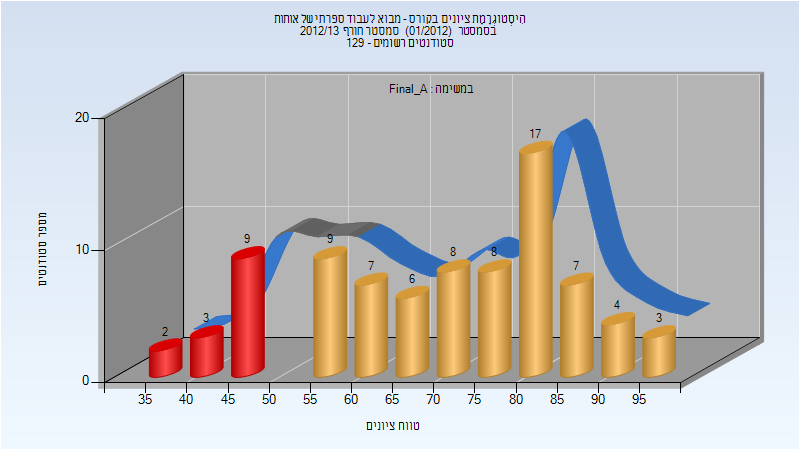 היסטוגרמת ציונים בקורס - מבוא לעבוד ספרתי של אותות
בסמסטר (01/2012) סמסטר חורף 2012/13
סטודנטים רשומים - 129
במשימה : Final_A
20
10
0
מספר סטודנטים
2
3
9
9
7
6
8
8
17
7
4
3
35 40 45 50 55 60 65 70 75 80 85 90 95
טווח ציונים